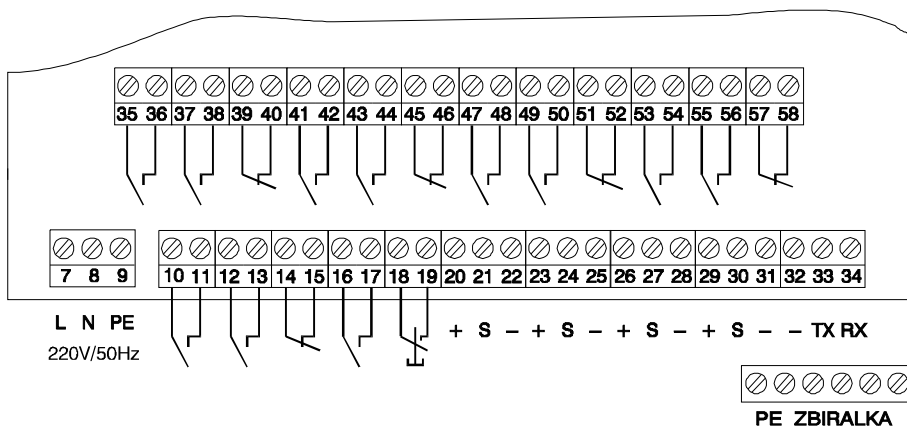 35 36 37 38 39 40 41 42 43 44 45 46 47 48 49 50 51 52 53 54 55 56 57 58
7 8 9 10 11 12 13 14 15 16 17 18 19 20 21 22 23 24 25 26 27 28 29 30 31 32 33 34
L N PE + S - + S - + S - + S - - TX RX
220V/50Hz
PE ZBIRALKA